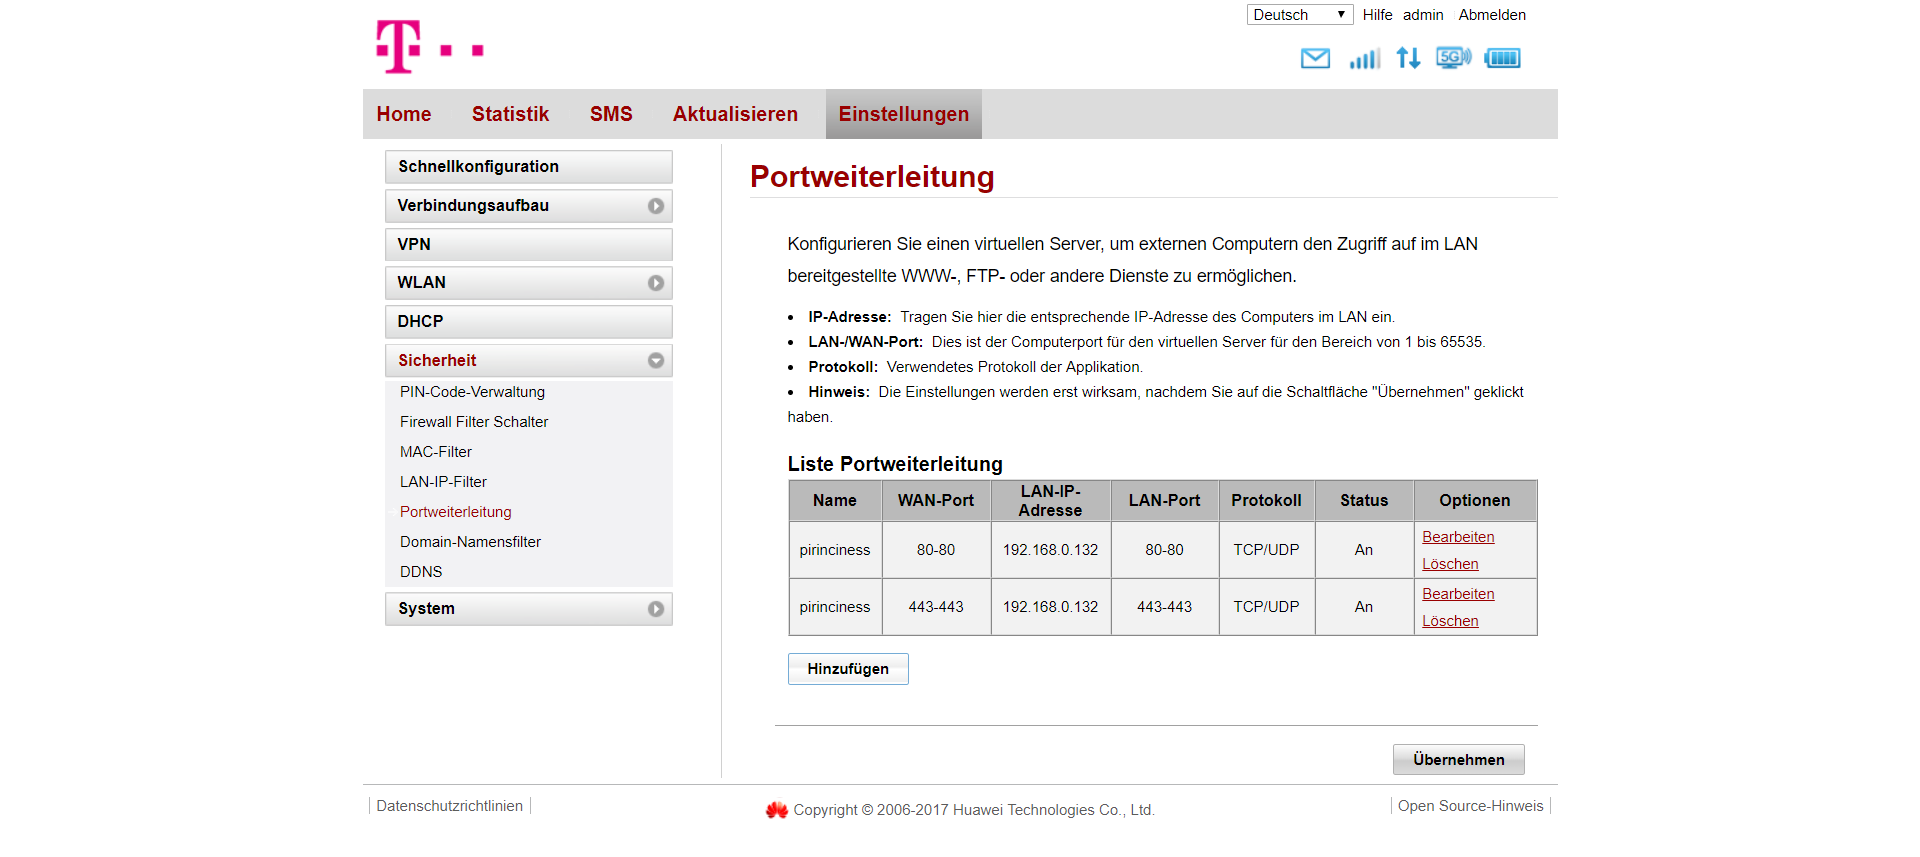 Deutsch Hilfe admin Abmelden
T
5G
Home Statistik SMS Aktualisieren Einstellungen
Schnellkonfiguration
Verbindungsaufbau
VPN
WLAN
DHCP
Sicherheit
PIN-Code-Verwaltung
Firewall Filter Schalter
MAC-Filter
LAN-IP-Filter
Portweiterleitung
Domain-Namensfilter
DDNS
System
Portweiterleitung
Konfigurieren Sie einen virtuellen Server, um externen Computern den Zugriff auf im LAN
bereitgestellte WWW-, FTP- oder andere Dienste zu ermöglichen.
• IP-Adresse: Tragen Sie hier die entsprechende IP-Adresse des Computers im LAN ein.
• LAN-/WAN-Port: Dies ist der Computerport für den virtuellen Server für den Bereich von 1 bis 65535.
• Protokoll: Verwendetes Protokoll der Applikation.
• Hinweis: Die Einstellungen werden erst wirksam, nachdem Sie auf die Schaltfläche "Übernehmen" geklickt
haben.
Liste Portweiterleitung
Name WAN-Port LAN-IP-Adresse LAN-Port Protokoll Status Optionen
pirinciness 80-80 192.168.0.132 80-80 TCP/UDP An Bearbeiten
Löschen
pirinciness 443-443 192.168.0.132 443-443 TCP/UDP An Bearbeiten
Löschen
Hinzufügen
Übernehmen
Datenschutzrichtlinien Copyright © 2006-2017 Huawei Technologies Co., Ltd. Open Source-Hinweis